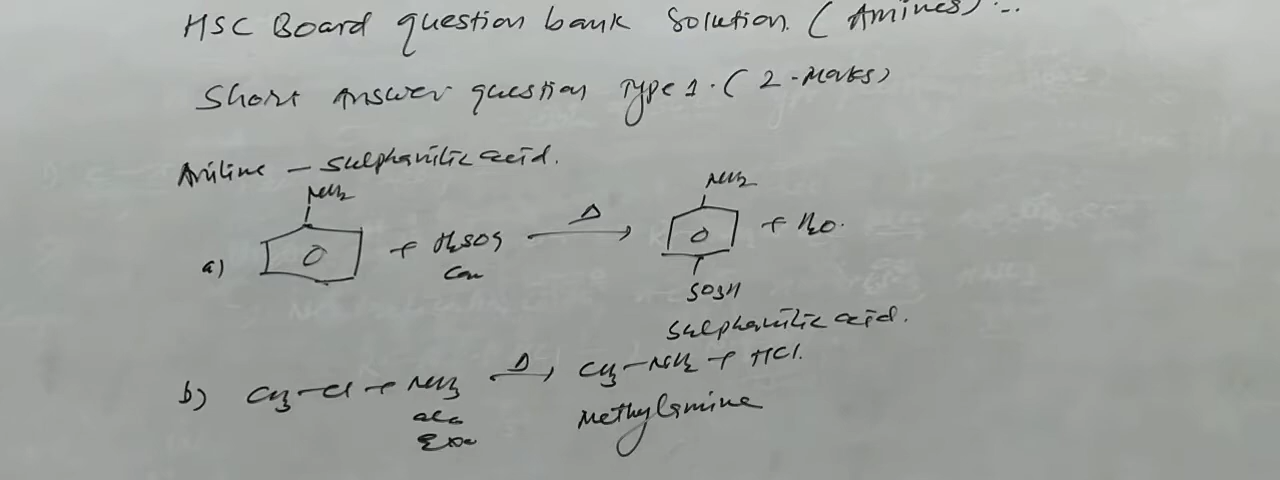 HSC Board question bank Solution. (Amines) :-
Short Answer question Type 1. (2-Marks)
Aniline – Sulphanilic acid.
NH2 NH2
a) + H2SO4 Δ + H2O.
Con
SO3H
Sulphanilic acid.
b) CH3–Cl + NH3 Δ CH3–NH2 + HCl.
alc Methylamine